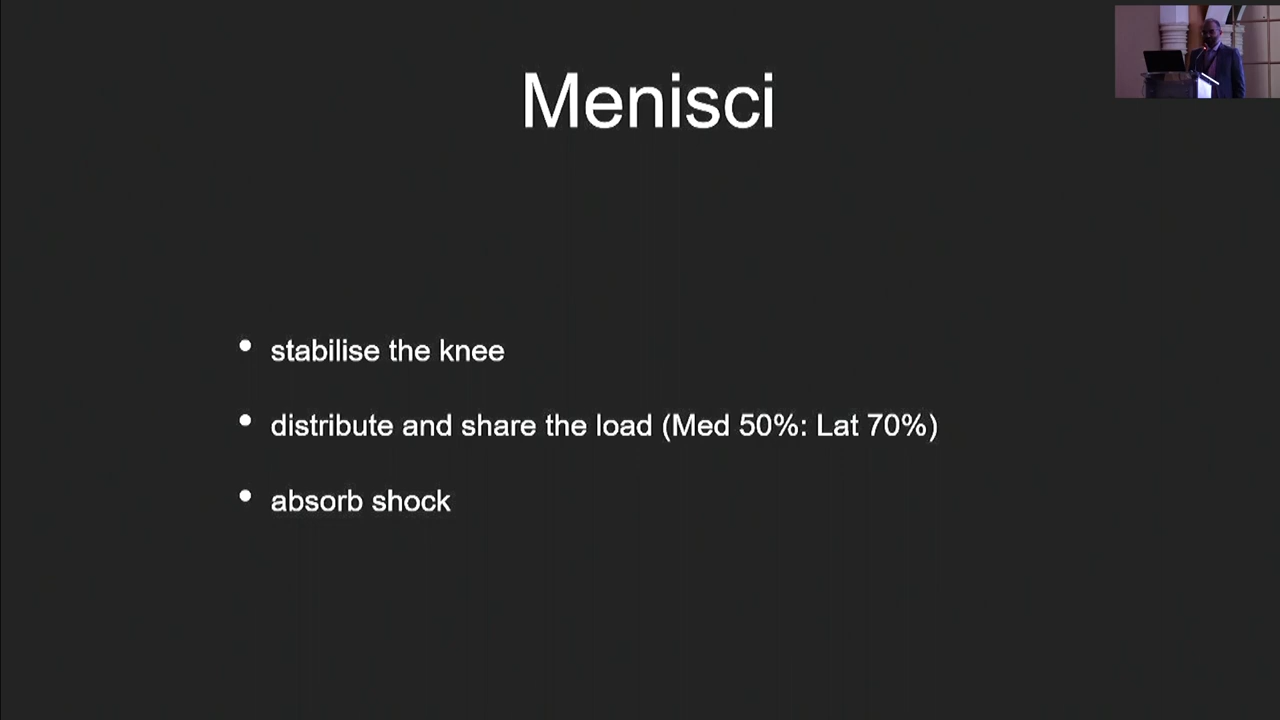 Menisci
• stabilise the knee
• distribute and share the load (Med 50%: Lat 70%)
• absorb shock